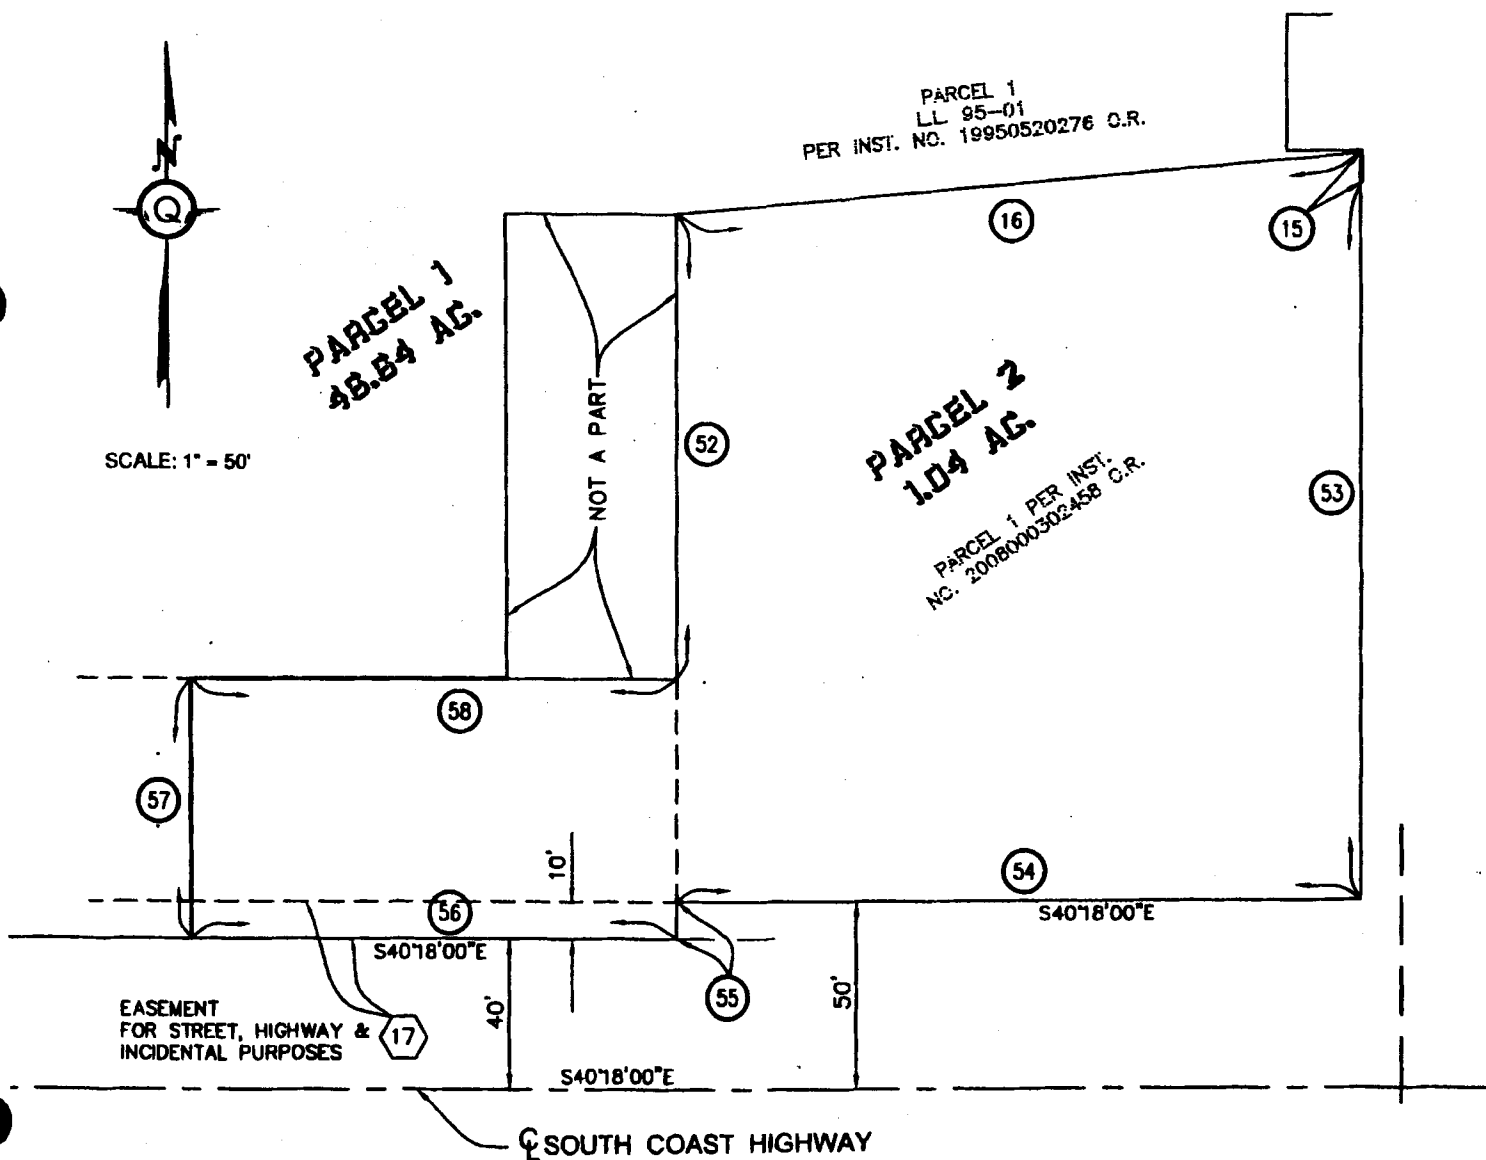 PARCEL 1
LL 95-01
PER INST. NO. 19950520276 O.R.
N
Q
16
15
PARCEL 1
48.84 AC.
SCALE: 1" = 50'
NOT A PART
52
PARCEL 2
1.04 AC.
PARCEL 1 PER INST.
NO. 2008000302458 O.R.
53
58
57
10'
56
54
S40°18'00"E
S40°18'00"E
55
40'
50'
EASEMENT
FOR STREET, HIGHWAY &
INCIDENTAL PURPOSES
17
S40°18'00"E
℄ SOUTH COAST HIGHWAY